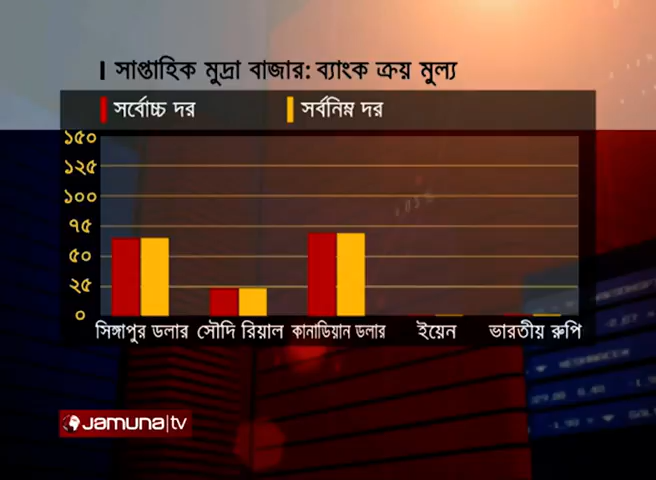 সাপ্তাহিক মুদ্রা বাজার: ব্যাংক ক্রয় মুল্য
সর্বোচ্চ দর সর্বনিম্ন দর
১৫০
১২৫
১০০
৭৫
৫০
২৫
০
সিঙ্গাপুর ডলার সৌদি রিয়াল কানাডিয়ান ডলার ইয়েন ভারতীয় রুপি
Jamuna|tv